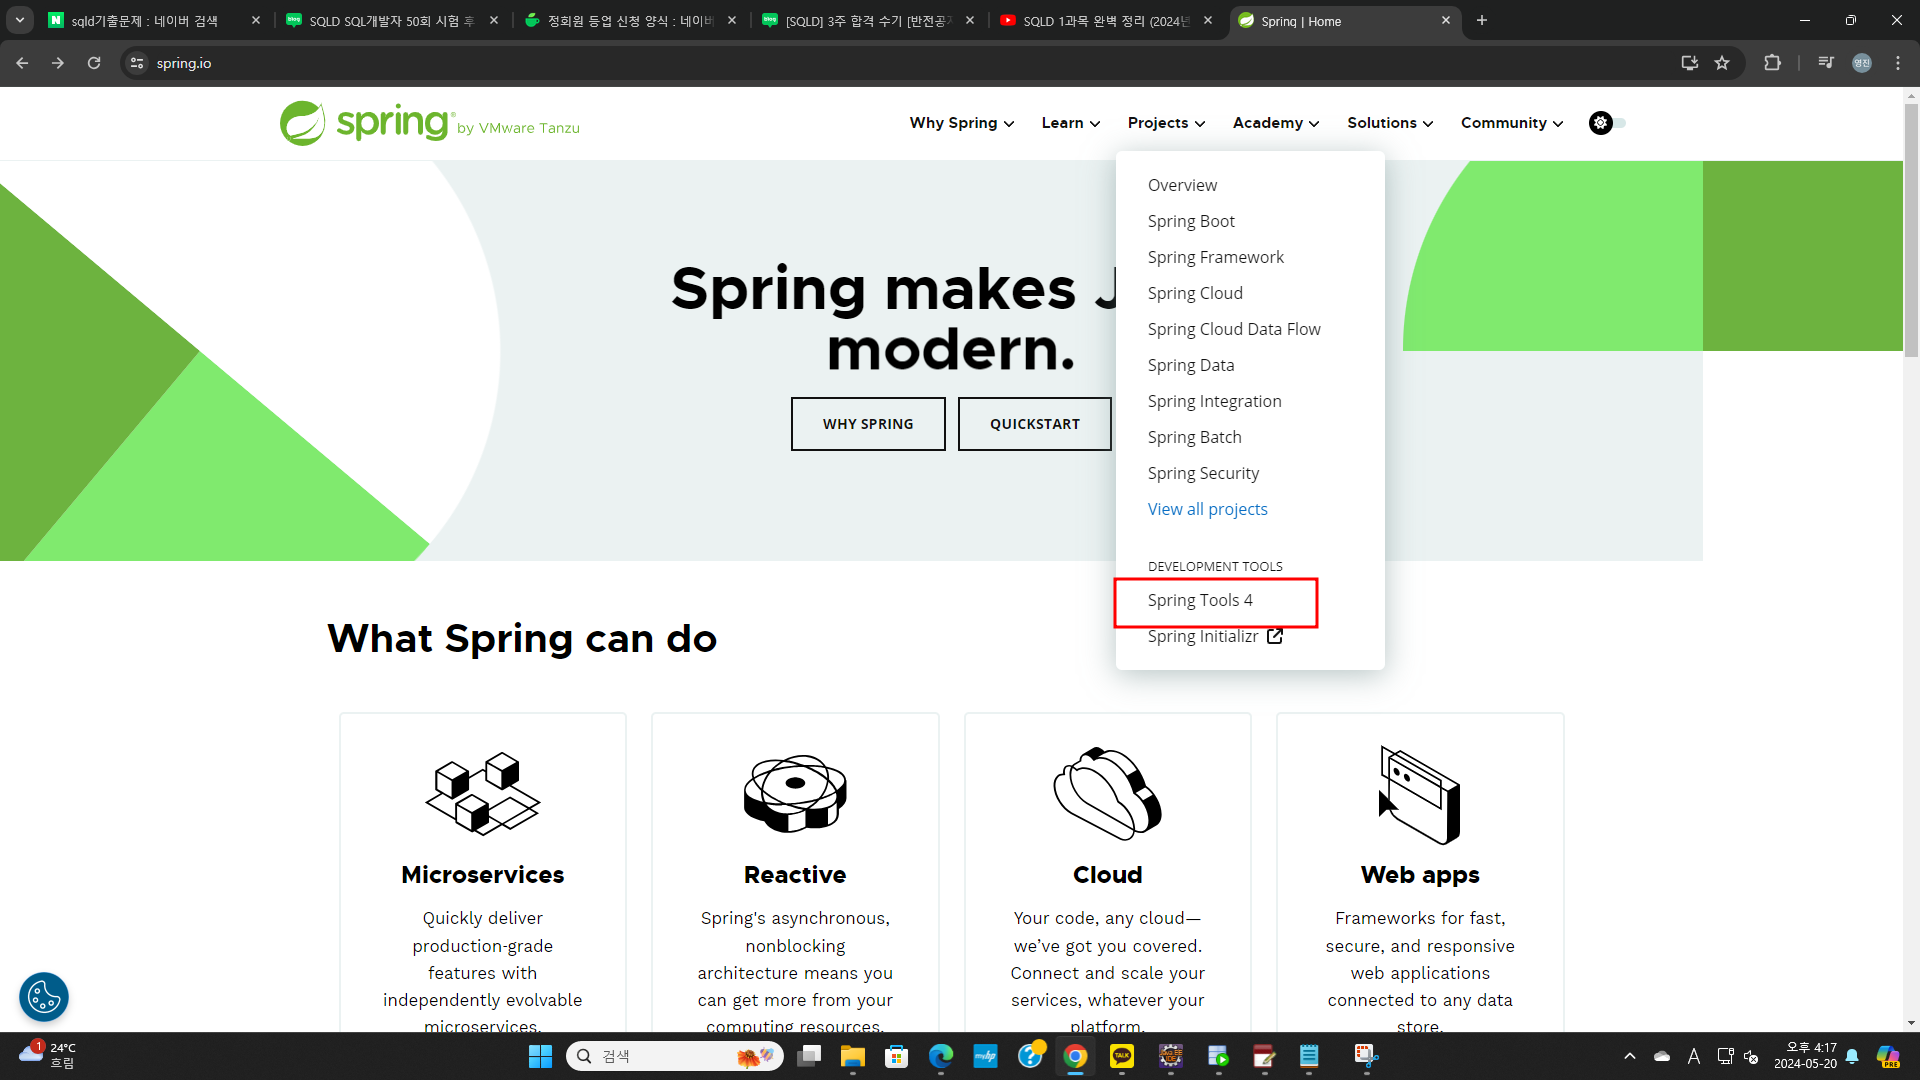 sqld기출문제 : 네이버 검색
SQLD SQL개발자 50회 시험 후
정회원 등업 신청 양식 : 네이버
[SQLD] 3주 합격 수기 [반전공
SQLD 1과목 완벽 정리 (2024년
Spring | Home
spring.io
영진
spring by VMware Tanzu
Why Spring
Learn
Projects
Academy
Solutions
Community
Overview
Spring Boot
Spring Framework
Spring Cloud
Spring Cloud Data Flow
Spring Data
Spring Integration
Spring Batch
Spring Security
View all projects
DEVELOPMENT TOOLS
Spring Tools 4
Spring Initializr
Spring makes J
modern.
WHY SPRING
QUICKSTART
What Spring can do
Microservices
Quickly deliver
production-grade
features with
independently evolvable
microservices.
Reactive
Spring's asynchronous,
nonblocking
architecture means you
can get more from your
computing resources.
Cloud
Your code, any cloud—
we've got you covered.
Connect and scale your
services, whatever your
platform.
Web apps
Frameworks for fast,
secure, and responsive
web applications
connected to any data
store.
1
24°C
흐림
검색
myhp
TALK
A
오후 4:17
2024-05-20
PRE